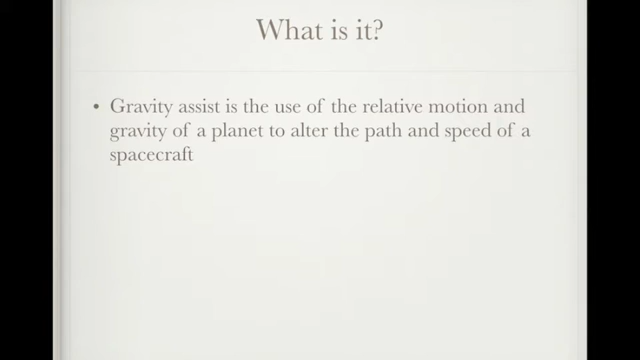 What is it?
• Gravity assist is the use of the relative motion and
gravity of a planet to alter the path and speed of a
spacecraft